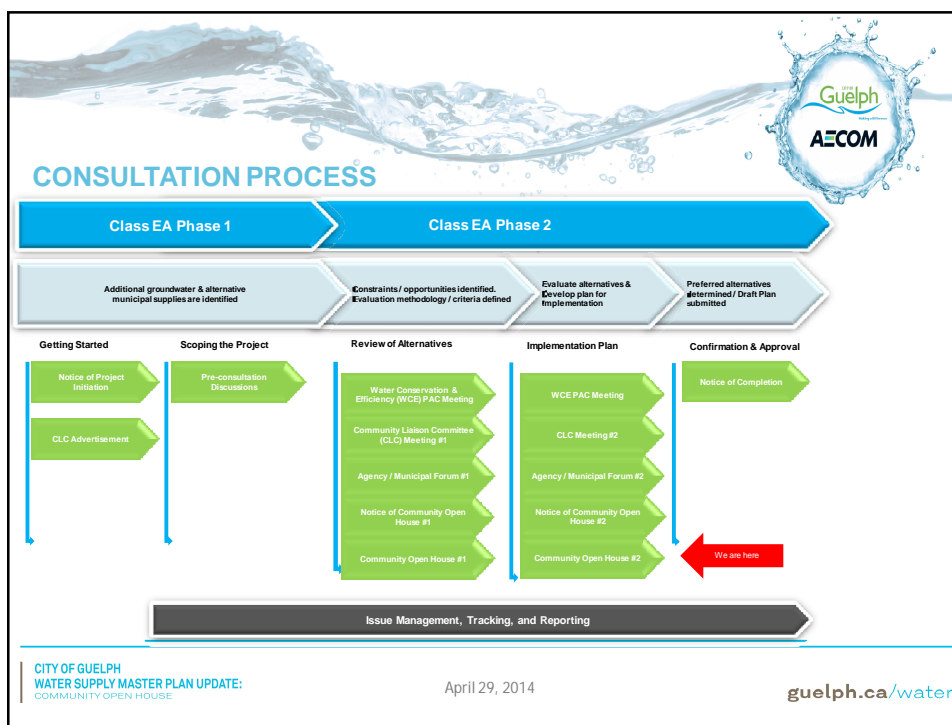 CITY OF
Guelph
Making a Difference
AECOM
CONSULTATION PROCESS
Class EA Phase 1
Class EA Phase 2
Additional groundwater & alternative
municipal supplies are identified
Constraints / opportunities identified.
Evaluation methodology / criteria defined
Evaluate alternatives &
Develop plan for
Implementation
Preferred alternatives
determined / Draft Plan
submitted
Getting Started
Scoping the Project
Review of Alternatives
Implementation Plan
Confirmation & Approval
Notice of Project
Initiation
CLC Advertisement
Pre-consultation
Discussions
Water Conservation &
Efficiency (WCE) PAC Meeting
Community Liaison Committee
(CLC) Meeting #1
Agency / Municipal Forum #1
Notice of Community Open
House #1
Community Open House #1
WCE PAC Meeting
CLC Meeting #2
Agency / Municipal Forum #2
Notice of Community Open
House #2
Community Open House #2
Notice of Completion
We are here
Issue Management, Tracking, and Reporting
CITY OF GUELPH
WATER SUPPLY MASTER PLAN UPDATE:
COMMUNITY OPEN HOUSE
April 29, 2014
guelph.ca/water